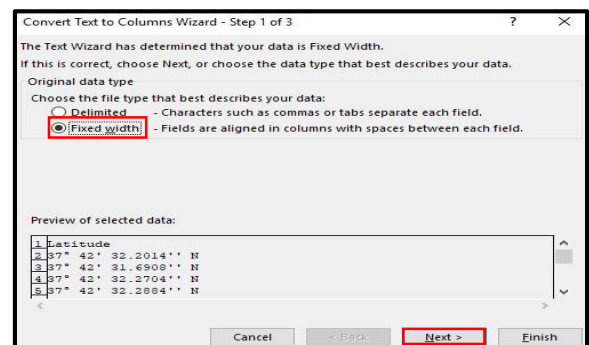 Convert Text to Columns Wizard - Step 1 of 3 ? ×
The Text Wizard has determined that your data is Fixed Width.
If this is correct, choose Next, or choose the data type that best describes your data.
Original data type
Choose the file type that best describes your data:
Delimited - Characters such as commas or tabs separate each field.
Fixed width - Fields are aligned in columns with spaces between each field.
Preview of selected data:
1 Latitude
2 37° 42' 32.2014'' N
3 37° 42' 31.6908'' N
4 37° 42' 32.2704'' N
5 37° 42' 32.2884'' N
Cancel < Back Next > Finish